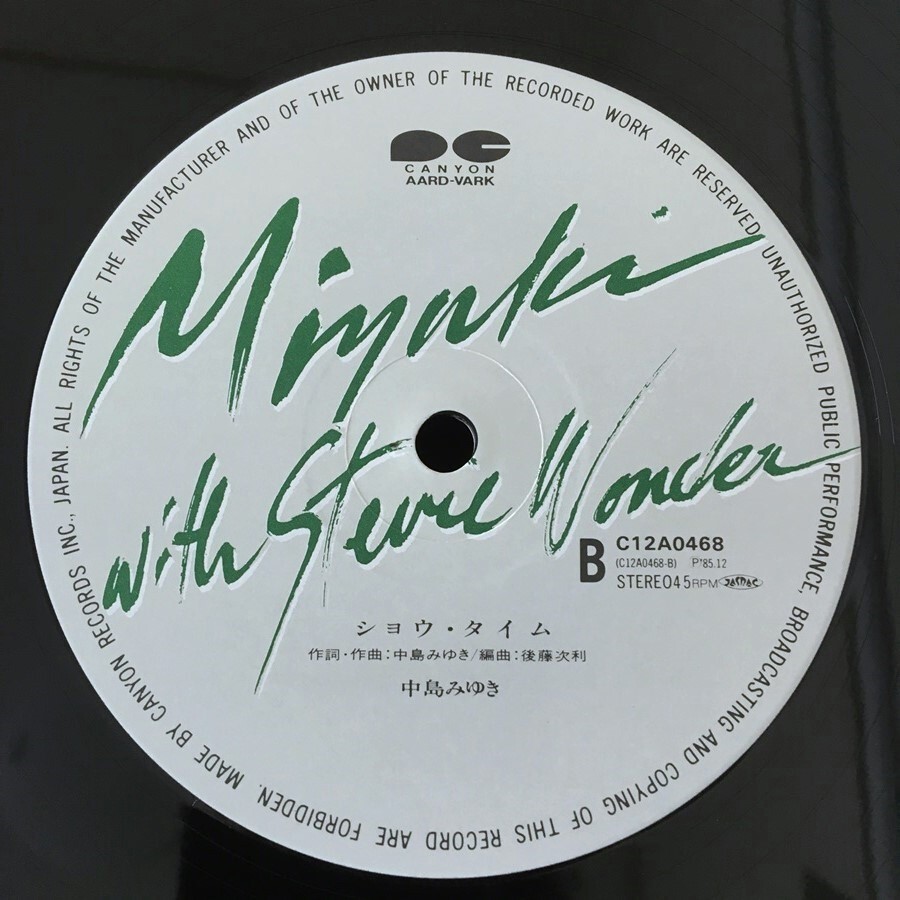 CANYON
AARD-VARK
Miyuki
with Stevie Wonder
B
C12A0468
(C12A0468-B) P'85.12
STEREO 45RPM JASRAC
ショウ・タイム
作詞・作曲:中島みゆき/編曲:後藤次利
中島みゆき
MADE BY CANYON RECORDS INC., JAPAN. ALL RIGHTS OF THE MANUFACTURER AND OF THE OWNER OF THE RECORDED WORK ARE RESERVED UNAUTHORIZED PUBLIC PERFORMANCE, BROADCASTING AND COPYING OF THIS RECORD ARE FORBIDDEN.